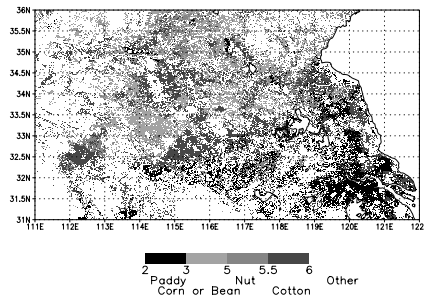 36N
35.5N
35N
34.5N
34N
33.5N
33N
32.5N
32N
31.5N
31N
111E 112E 113E 114E 115E 116E 117E 118E 119E 120E 121E 122
2 3 5 5.5 6
Paddy Nut Other
Corn or Bean Cotton